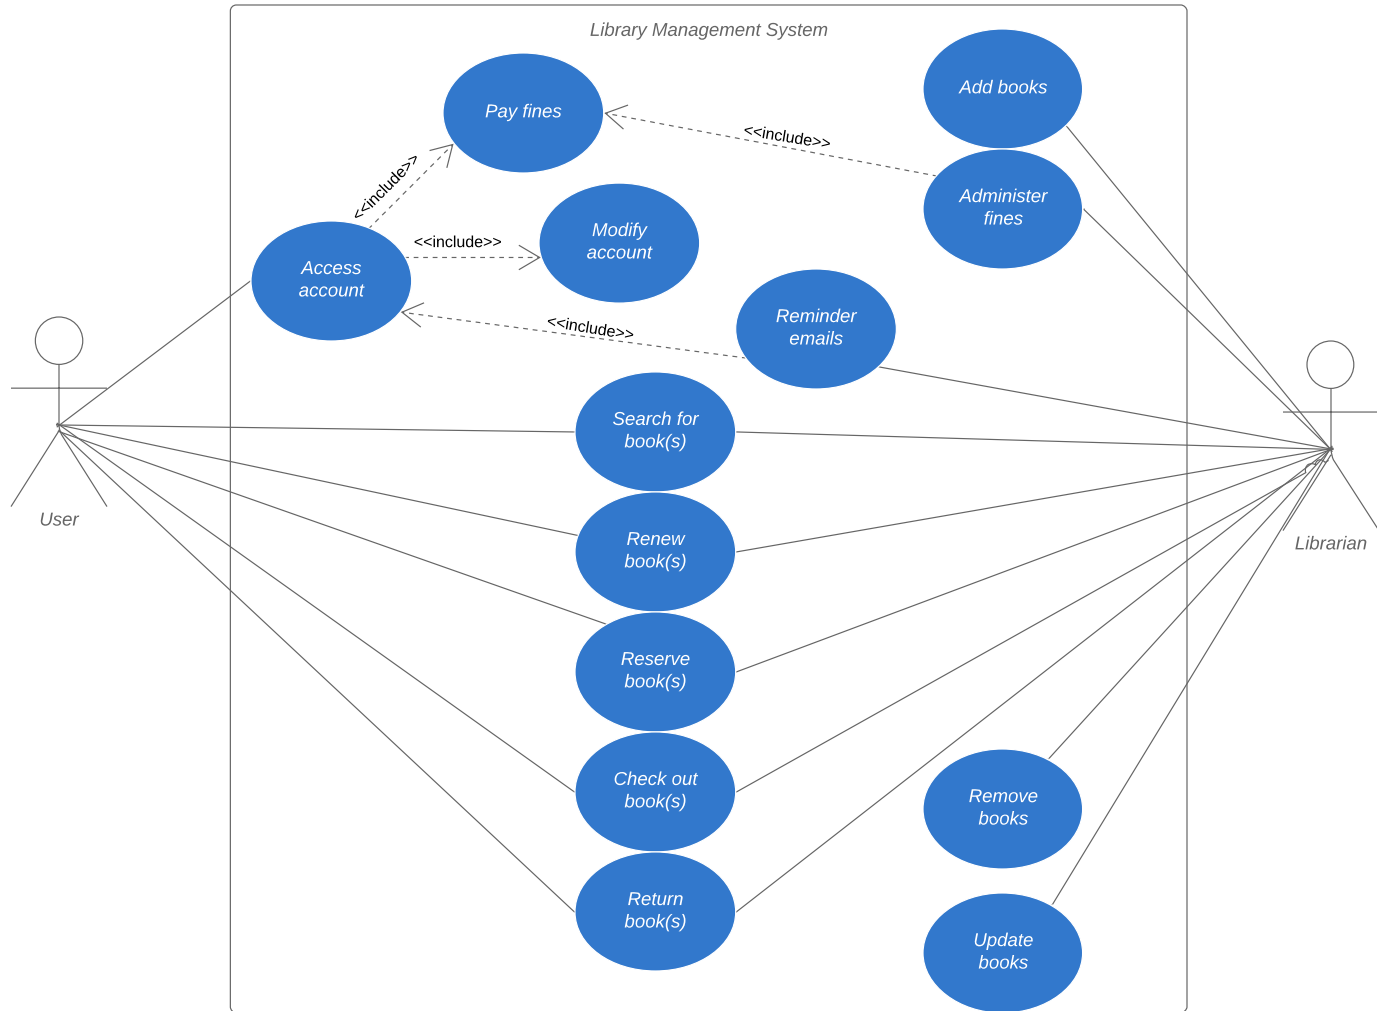 Library Management System
Pay fines
Add books
<<include>>
<<include>>
Administer
fines
Modify
account
<<include>>
Access
account
Reminder
emails
<<include>>
Search for
book(s)
User
Renew
book(s)
Librarian
Reserve
book(s)
Check out
book(s)
Remove
books
Return
book(s)
Update
books